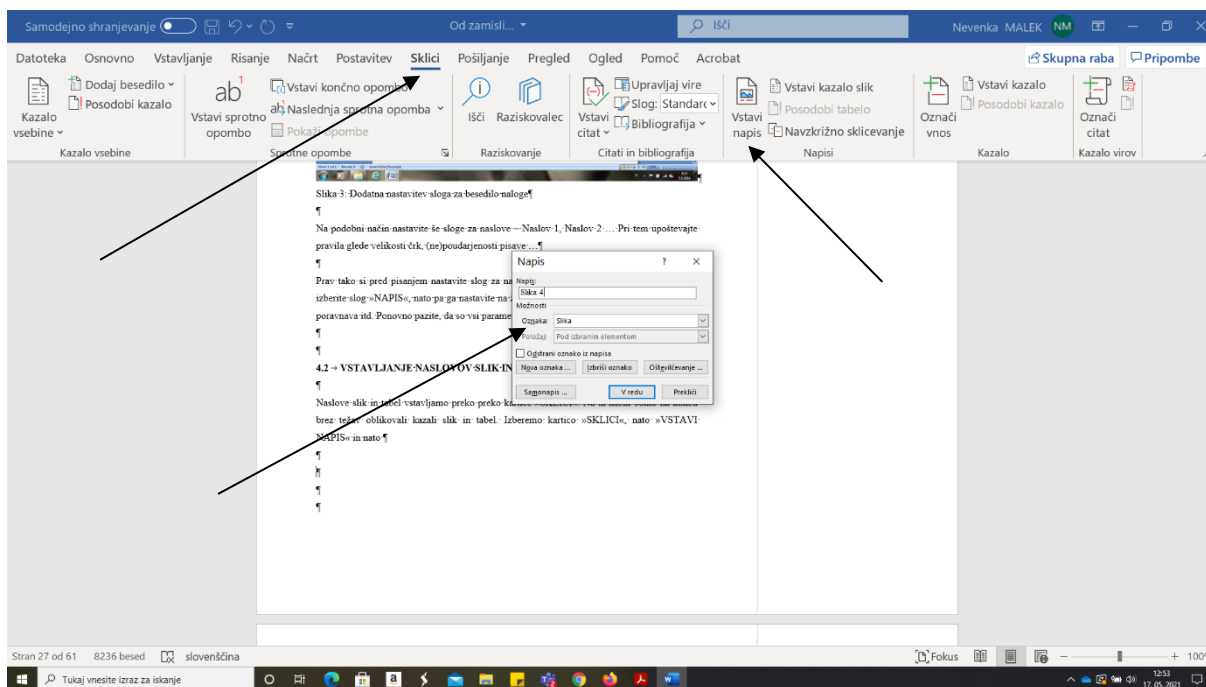 Samodejno shranjevanje
Od zamisli...
Išči
Nevenka MALEK NM
Datoteka Osnovno Vstavljanje Risanje Načrt Postavitev Sklici Pošiljanje Pregled Ogled Pomoč Acrobat
Skupna raba Pripombe
Kazalo vsebine
Dodaj besedilo
Posodobi kazalo
Kazalo vsebine
ab
Vstavi sprotno opombo
Vstavi končno opombo
Naslednja sprotna opomba
Pokaži opombe
Sprotne opombe
Išči Raziskovalec
Raziskovanje
Vstavi citat
Upravljaj vire
Slog: Standarc
Bibliografija
Citati in bibliografija
Vstavi napis
Vstavi kazalo slik
Posodobi tabelo
Navzkrižno sklicevanje
Napisi
Označi vnos
Vstavi kazalo
Posodobi kazalo
Kazalo
Označi citat
Kazalo virov
Slika 3: Dodatna nastavitev sloga za besedilo naloge¶
¶
Na podobni način nastavite še sloge za naslove – Naslov 1, Naslov 2 … Pri tem upoštevajte
pravila glede velikosti črk, (ne)poudarjenosti pisave …¶
¶
Prav tako si pred pisanjem nastavite slog za na
izberite slog »NAPIS«, nato pa ga nastavite na
poravnava itd. Ponovno pazite, da so vsi parame
¶
¶
4.2 → VSTAVLJANJE NASLOVOV SLIK IN
¶
Naslove slik in tabel vstavljamo preko preko
brez težav oblikovali kazali slik in tabel. Izberemo kartico »SKLICI«, nato »VSTAVI
NAPIS« in nato ¶
¶
¶
¶
¶
Napis ? ×
Napis:
Slika 4
Možnosti
Oznaka: Slika
Položaj: Pod izbranim elementom
Odstrani oznako iz napisa
Nova oznaka ... Izbriši oznako Oštevilčevanje ...
Samonapis ... V redu Prekliči
Stran 27 od 61 8236 besed slovenščina
Fokus
100
Tukaj vnesite izraz za iskanje
12:53
17. 05. 2021